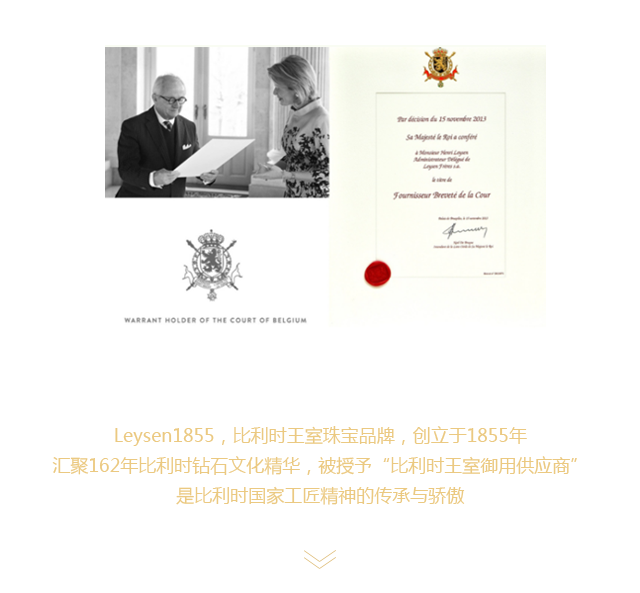 Par décision du 15 novembre 2013
Sa Majesté le Roi a conféré
à Monsieur Henri Leysen
Administrateur Délégué de
Leysen Frères s.a.
le titre de
Fournisseur Breveté de la Cour
WARRANT HOLDER OF THE COURT OF BELGIUM
Leysen1855，比利时王室珠宝品牌，创立于1855年
汇聚162年比利时钻石文化精华，被授予“比利时王室御用供应商”
是比利时国家工匠精神的传承与骄傲